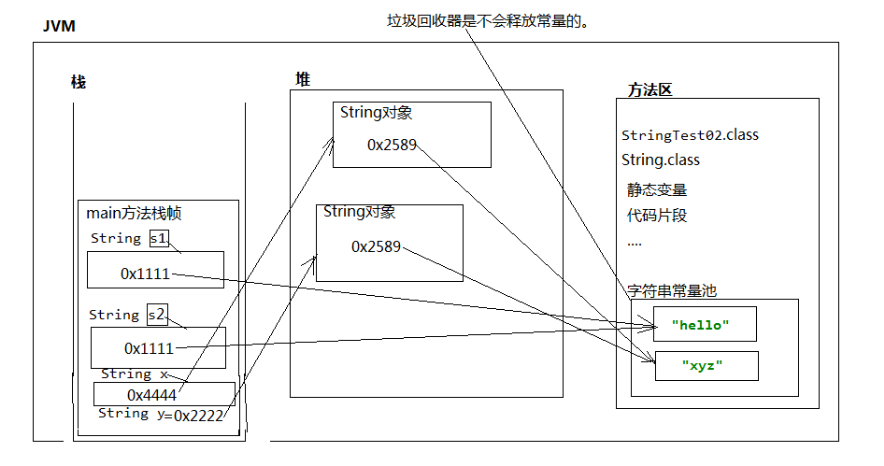 垃圾回收器是不会释放常量的。
JVM
栈
堆
方法区
String对象
0x2589
StringTest02.class
String.class
静态变量
代码片段
....
main方法栈帧
String s1
0x1111
String对象
0x2589
字符串常量池
"hello"
"xyz"
String s2
0x1111
String x
0x4444
String y=0x2222